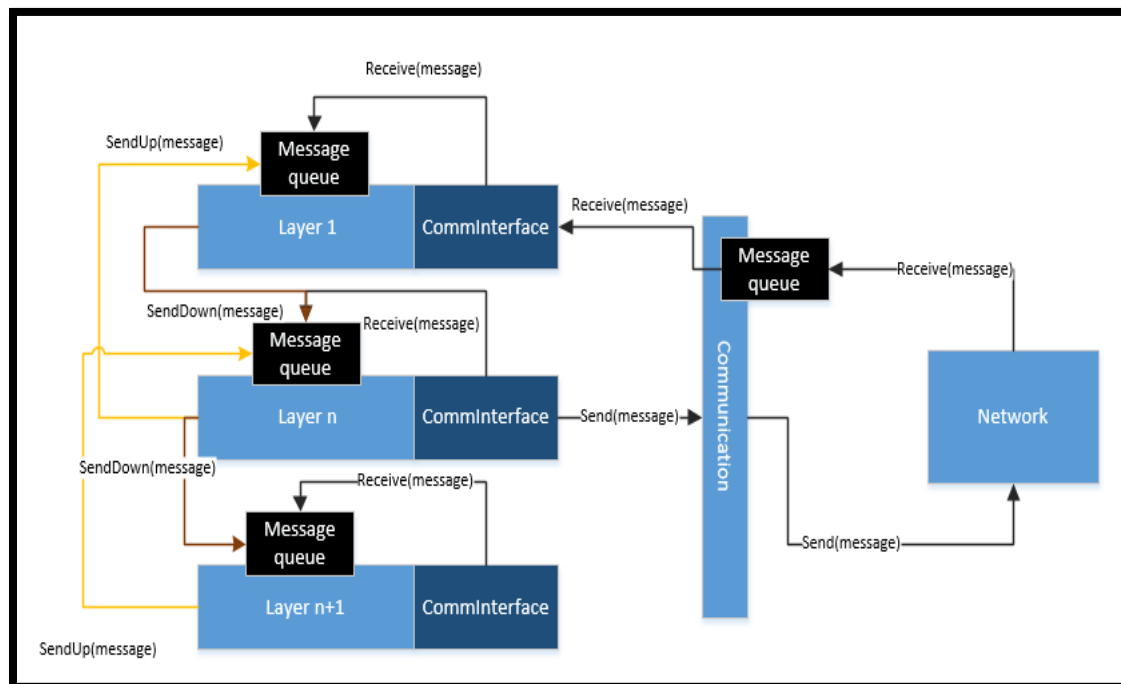 Receive(message)
SendUp(message)
Message
queue
Layer 1
CommInterface
Receive(message)
Message
queue
Receive(message)
SendDown(message)
Receive(message)
Message
queue
Layer n
CommInterface
Send(message)
Communication
Network
SendDown(message)
Receive(message)
Message
queue
Send(message)
Layer n+1
CommInterface
SendUp(message)